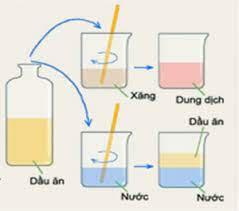 Xăng
Dung dịch
Dầu ăn
Dầu ăn
Nước
Nước